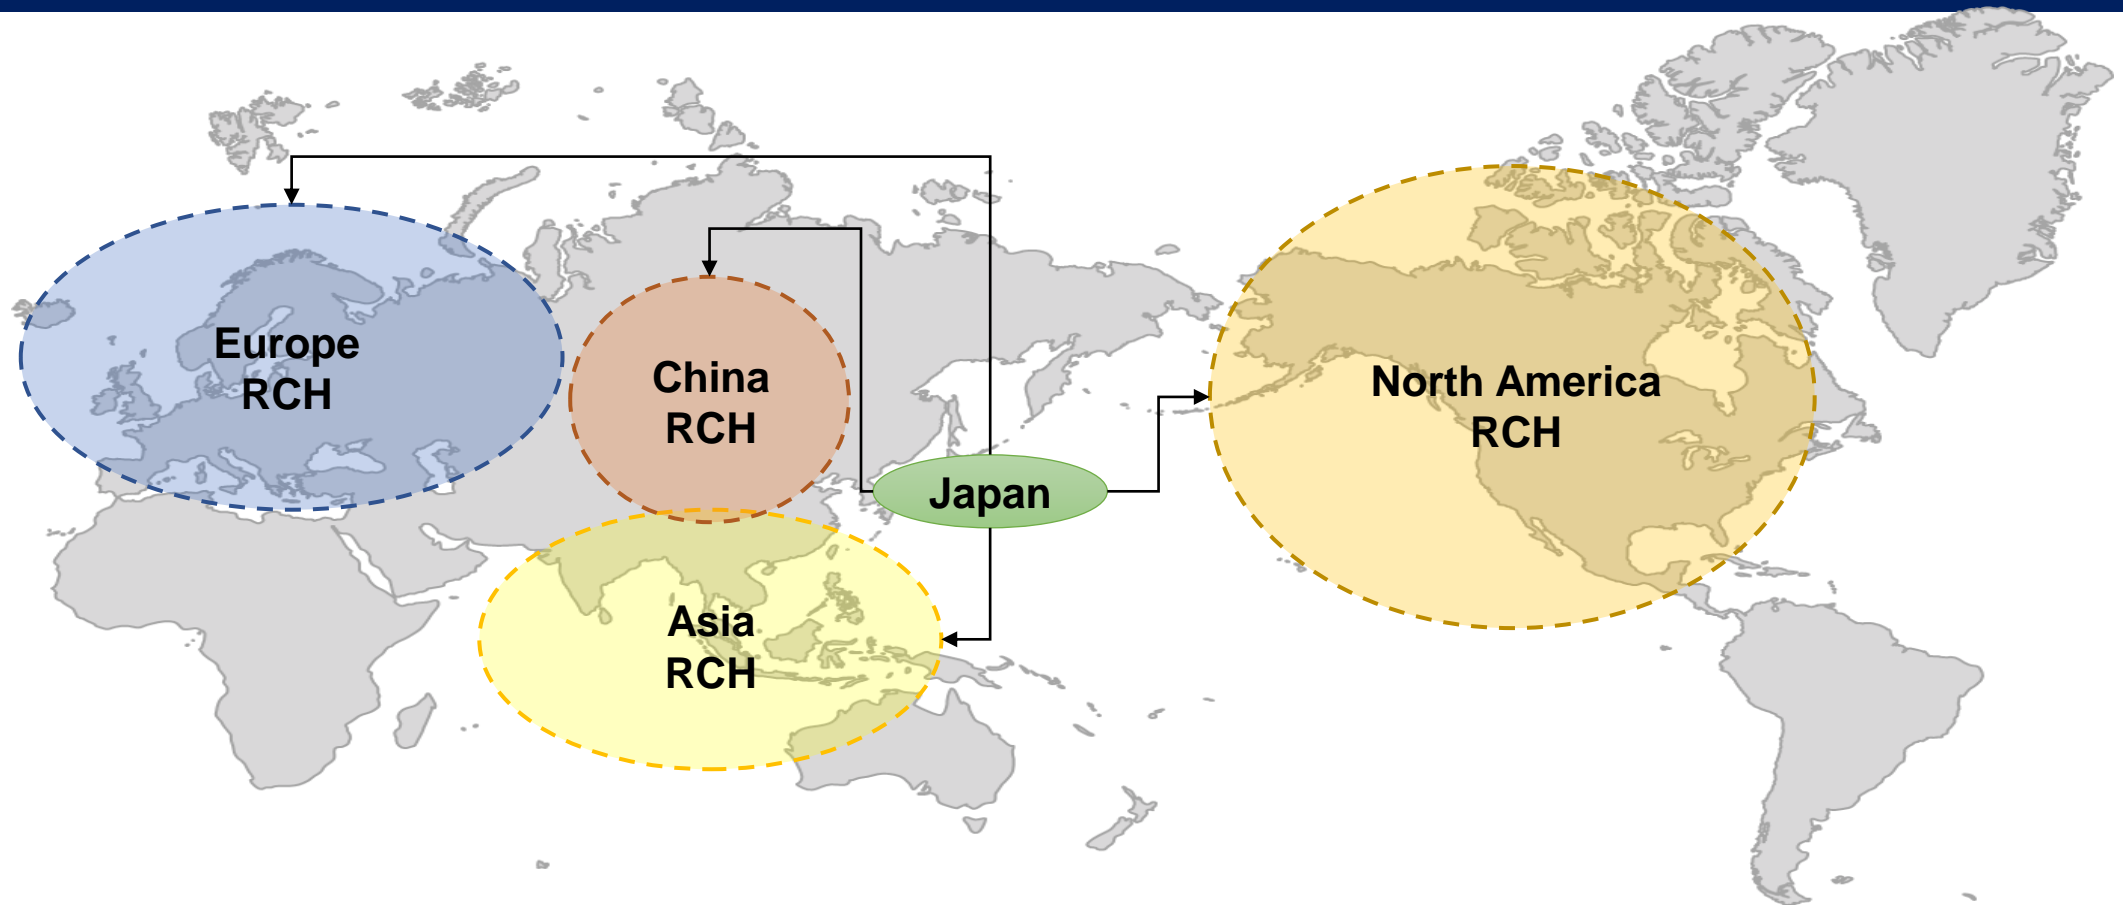 Europe
RCH
China
RCH
North America
RCH
Japan
Asia
RCH